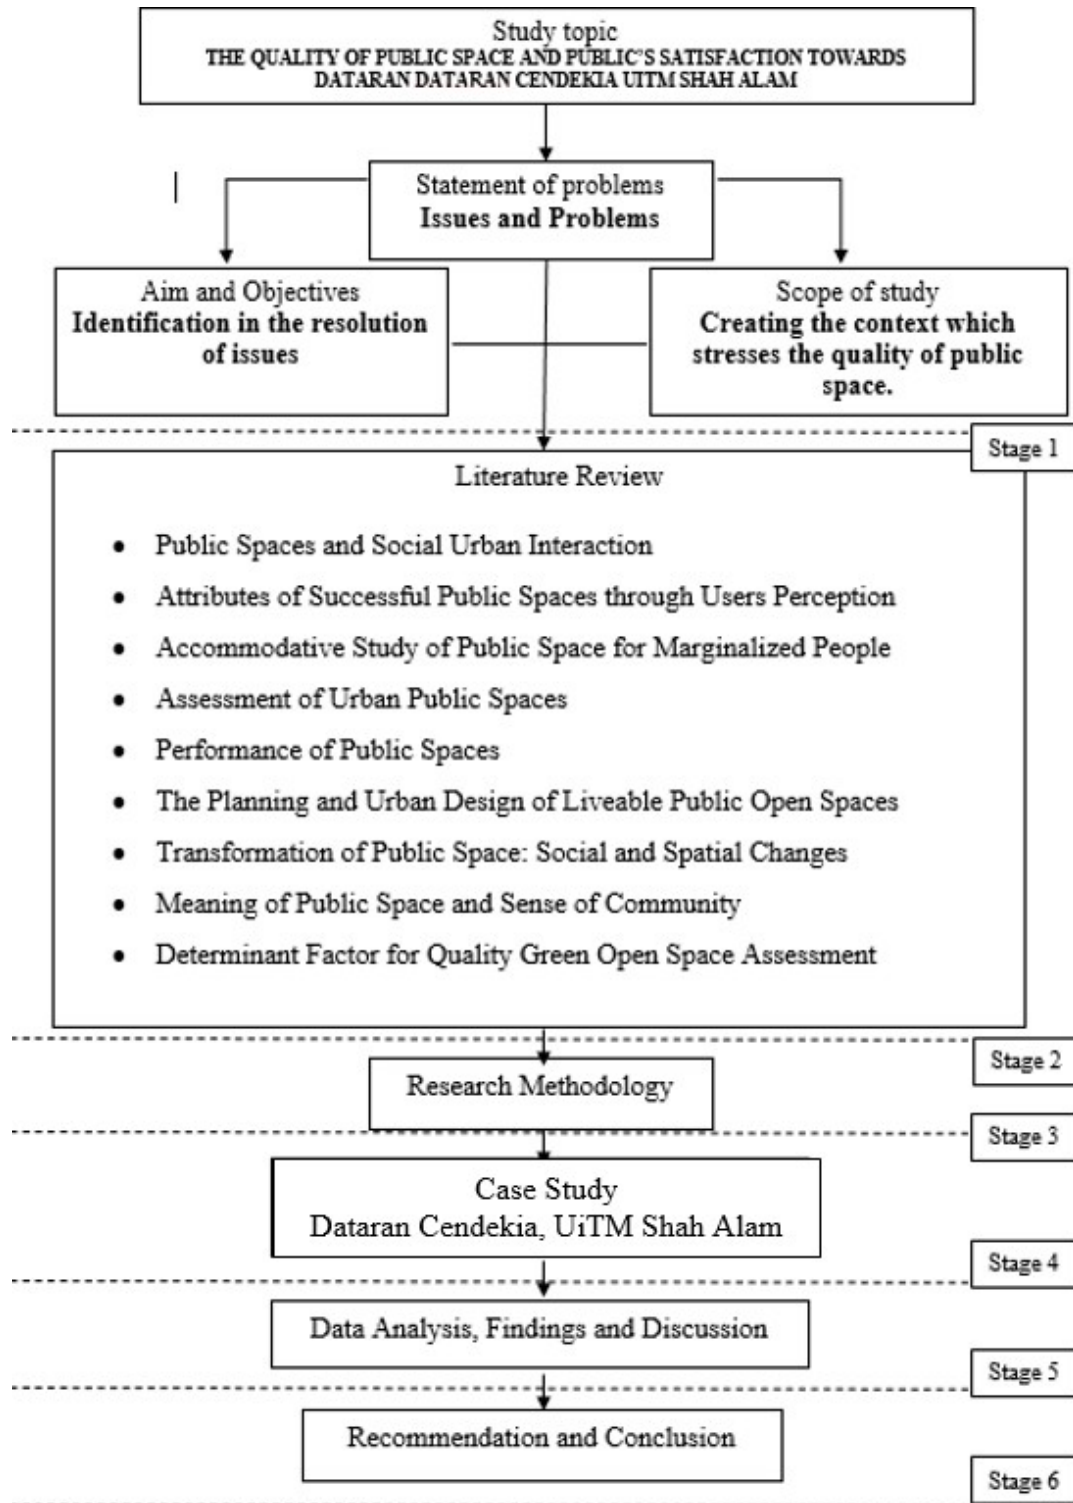 Study topic
THE QUALITY OF PUBLIC SPACE AND PUBLIC'S SATISFACTION TOWARDS
DATARAN DATARAN CENDEKIA UITM SHAH ALAM
Statement of problems
Issues and Problems
Aim and Objectives
Identification in the resolution
of issues
Scope of study
Creating the context which
stresses the quality of public
space.
Stage 1
Literature Review
• Public Spaces and Social Urban Interaction
• Attributes of Successful Public Spaces through Users Perception
• Accommodative Study of Public Space for Marginalized People
• Assessment of Urban Public Spaces
• Performance of Public Spaces
• The Planning and Urban Design of Liveable Public Open Spaces
• Transformation of Public Space: Social and Spatial Changes
• Meaning of Public Space and Sense of Community
• Determinant Factor for Quality Green Open Space Assessment
Stage 2
Research Methodology
Stage 3
Case Study
Dataran Cendekia, UiTM Shah Alam
Stage 4
Data Analysis, Findings and Discussion
Stage 5
Recommendation and Conclusion
Stage 6